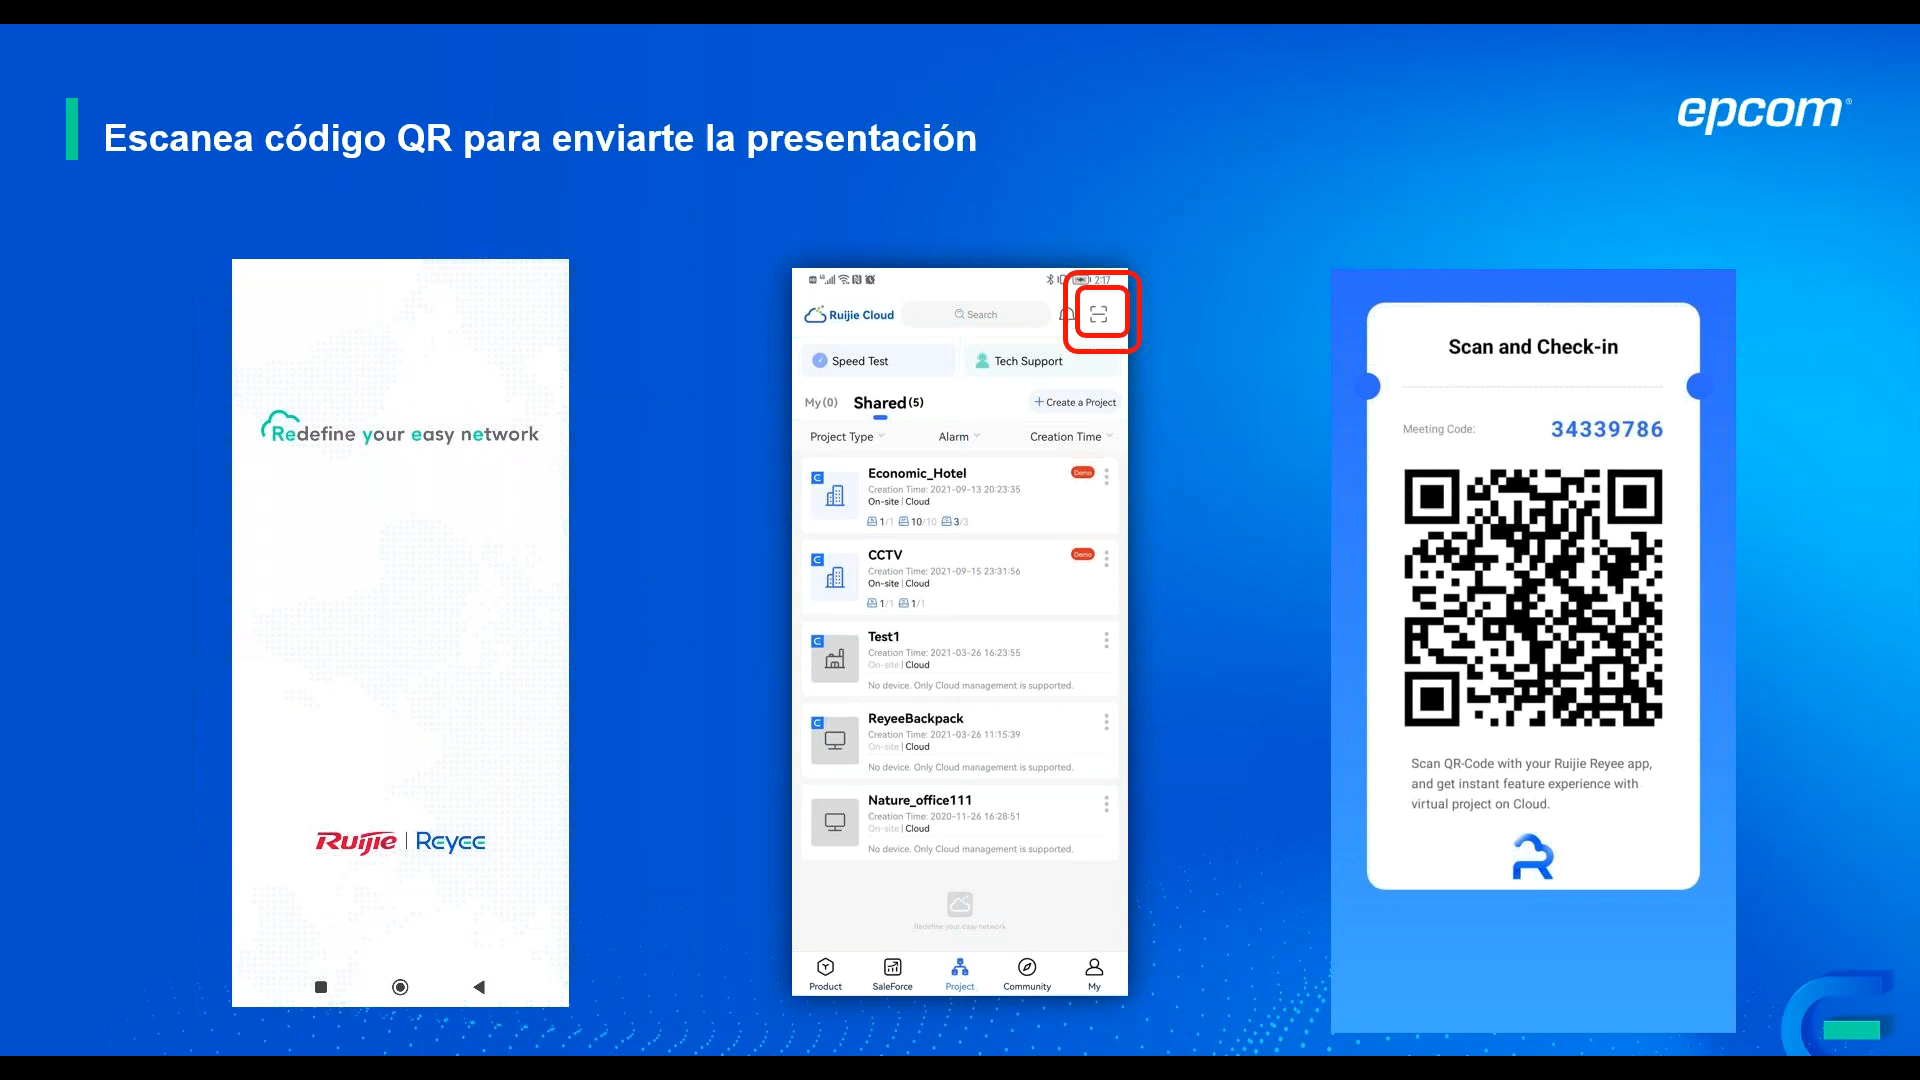 Escanea código QR para enviarte la presentación
epcom
Redefine your easy network
Ruijie | Reyee
2:17
Ruijie Cloud
Search
Speed Test
Tech Support
My(0) Shared(5)
+ Create a Project
Project Type
Alarm
Creation Time
Economic_Hotel
Demo
Creation Time: 2021-09-13 20:23:35
On-site | Cloud
1/1 10/10 3/3
CCTV
Demo
Creation Time: 2021-09-15 23:31:56
On-site | Cloud
1/1 1/1
Test1
Creation Time: 2021-03-26 16:23:55
On-site | Cloud
No device. Only Cloud management is supported.
ReyeeBackpack
Creation Time: 2021-03-26 11:15:39
On-site | Cloud
No device. Only Cloud management is supported.
Nature_office111
Creation Time: 2020-11-26 16:28:51
On-site | Cloud
No device. Only Cloud management is supported.
Redefine your easy network
Product
SaleForce
Project
Community
My
Scan and Check-in
Meeting Code:
34339786
Scan QR-Code with your Ruijie Reyee app,
and get instant feature experience with
virtual project on Cloud.